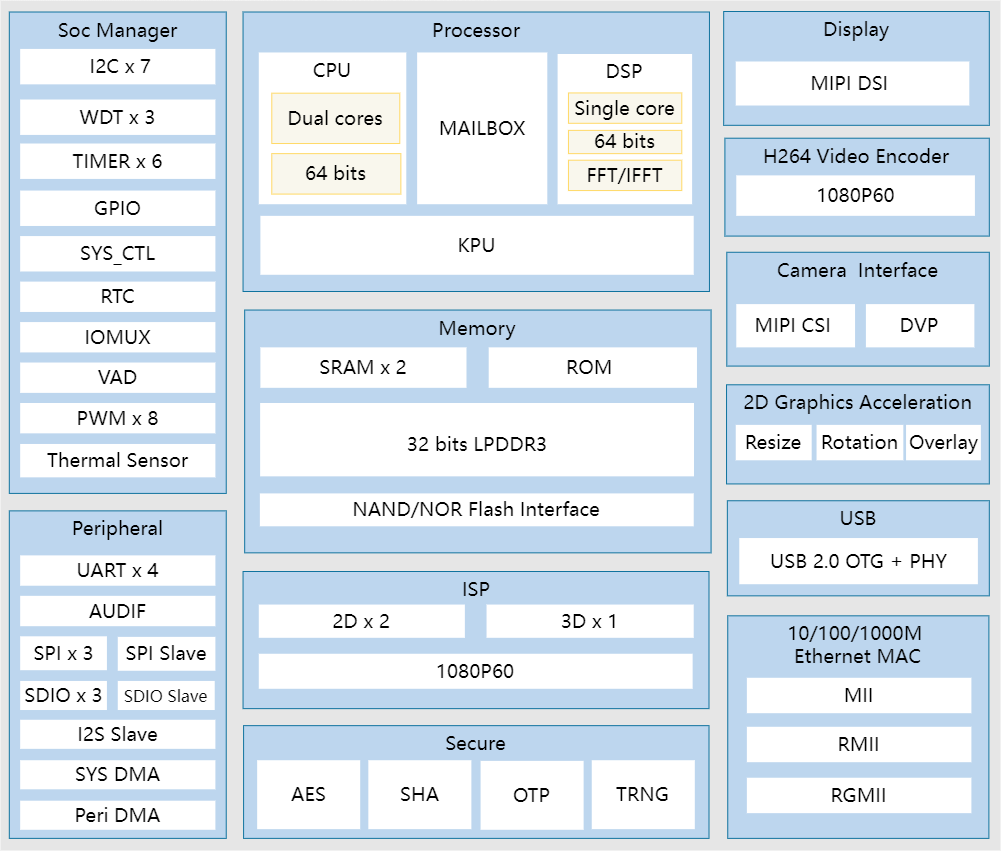 Soc Manager
I2C x 7
WDT x 3
TIMER x 6
GPIO
SYS_CTL
RTC
IOMUX
VAD
PWM x 8
Thermal Sensor
Peripheral
UART x 4
AUDIF
SPI x 3
SPI Slave
SDIO x 3
SDIO Slave
I2S Slave
SYS DMA
Peri DMA
Processor
CPU
Dual cores
64 bits
MAILBOX
DSP
Single core
64 bits
FFT/IFFT
KPU
Memory
SRAM x 2
ROM
32 bits LPDDR3
NAND/NOR Flash Interface
ISP
2D x 2
3D x 1
1080P60
Secure
AES
SHA
OTP
TRNG
Display
MIPI DSI
H264 Video Encoder
1080P60
Camera  Interface
MIPI CSI
DVP
2D Graphics Acceleration
Resize
Rotation
Overlay
USB
USB 2.0 OTG + PHY
10/100/1000M
Ethernet MAC
MII
RMII
RGMII